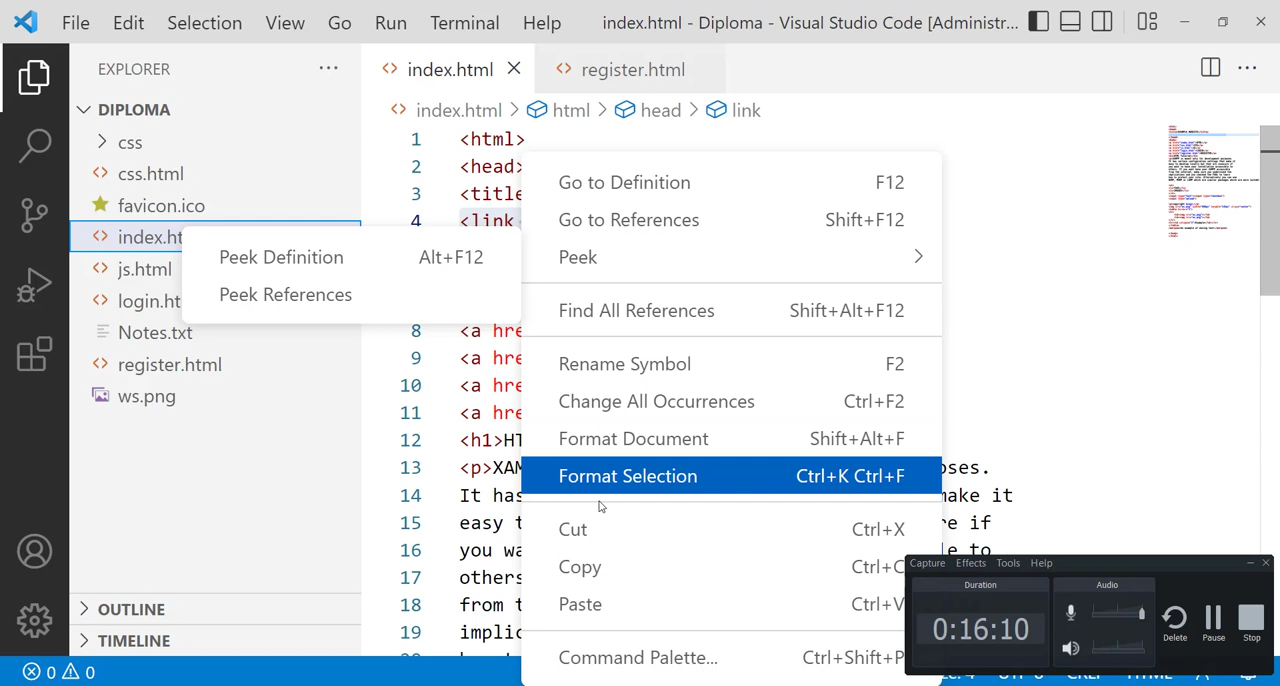 File Edit Selection View Go Run Terminal Help index.html - Diploma - Visual Studio Code [Administr...
EXPLORER ...
DIPLOMA
css
css.html
favicon.ico
index.ht
js.html
login.ht
Notes.txt
register.html
ws.png
OUTLINE
TIMELINE
0 0
index.html register.html
index.html > html > head > link
1 <html>
2 <head>
3 <title
4 <link
8 <a hre
9 <a hre
10 <a hre
11 <a hre
12 <h1>HT
13 <p>XAM oses.
14 It has make it
15 easy t re if
16 you wa le to
17 others
18 from t
19 implic
Peek Definition Alt+F12
Peek References
Go to Definition F12
Go to References Shift+F12
Peek
Find All References Shift+Alt+F12
Rename Symbol F2
Change All Occurrences Ctrl+F2
Format Document Shift+Alt+F
Format Selection Ctrl+K Ctrl+F
Cut Ctrl+X
Copy Ctrl+C
Paste Ctrl+V
Command Palette... Ctrl+Shift+P
Capture Effects Tools Help
Duration Audio
0:16:10
Delete Pause Stop